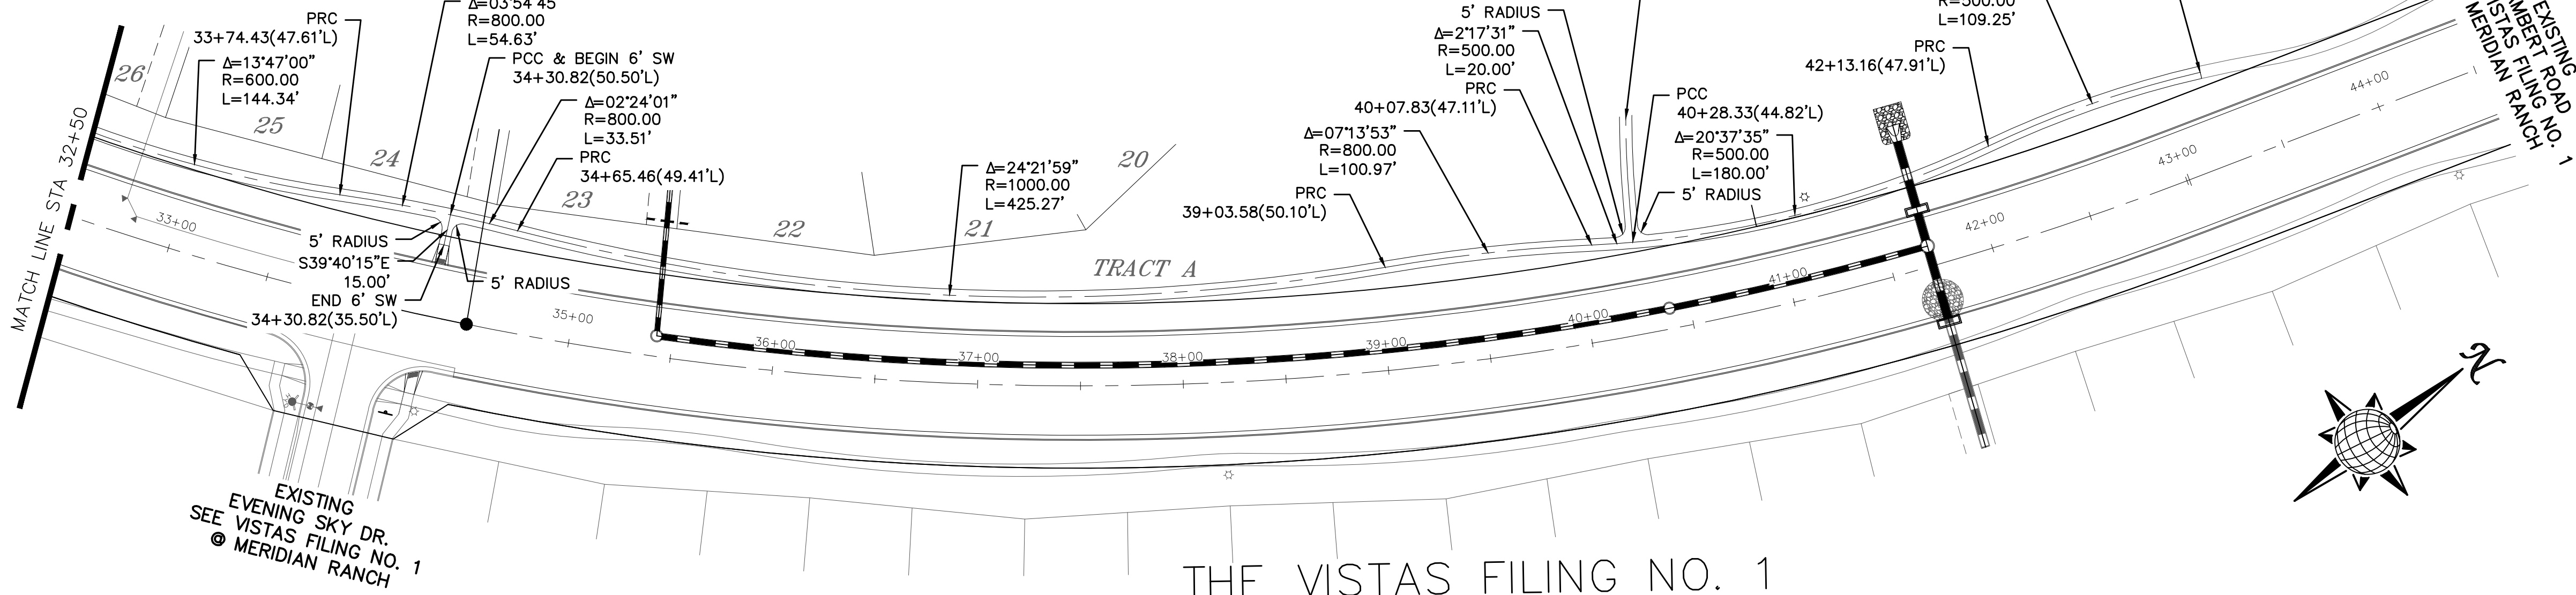 Δ=03°54'45"
R=800.00
L=54.63'
PRC
33+74.43(47.61'L)
Δ=13°47'00"
R=600.00
L=144.34'
PCC & BEGIN 6' SW
34+30.82(50.50'L)
Δ=02°24'01"
R=800.00
L=33.51'
PRC
34+65.46(49.41'L)
Δ=24°21'59"
R=1000.00
L=425.27'
5' RADIUS
Δ=2°17'31"
R=500.00
L=20.00'
PRC
40+07.83(47.11'L)
Δ=07°13'53"
R=800.00
L=100.97'
PRC
39+03.58(50.10'L)
PCC
40+28.33(44.82'L)
Δ=20°37'35"
R=500.00
L=180.00'
5' RADIUS
R=500.00
L=109.25'
PRC
42+13.16(47.91'L)
EXISTING
MBERT ROAD
ISTAS FILING NO. 1
MERIDIAN RANCH
26
25
24
23
22
21
20
TRACT A
MATCH LINE STA 32+50
33+00
5' RADIUS
S39°40'15"E
15.00'
END 6' SW
34+30.82(35.50'L)
5' RADIUS
35+00
36+00
37+00
38+00
39+00
40+00
41+00
42+00
43+00
44+00
EXISTING
EVENING SKY DR.
SEE VISTAS FILING NO. 1
@ MERIDIAN RANCH
THE VISTAS FILING NO. 1
N